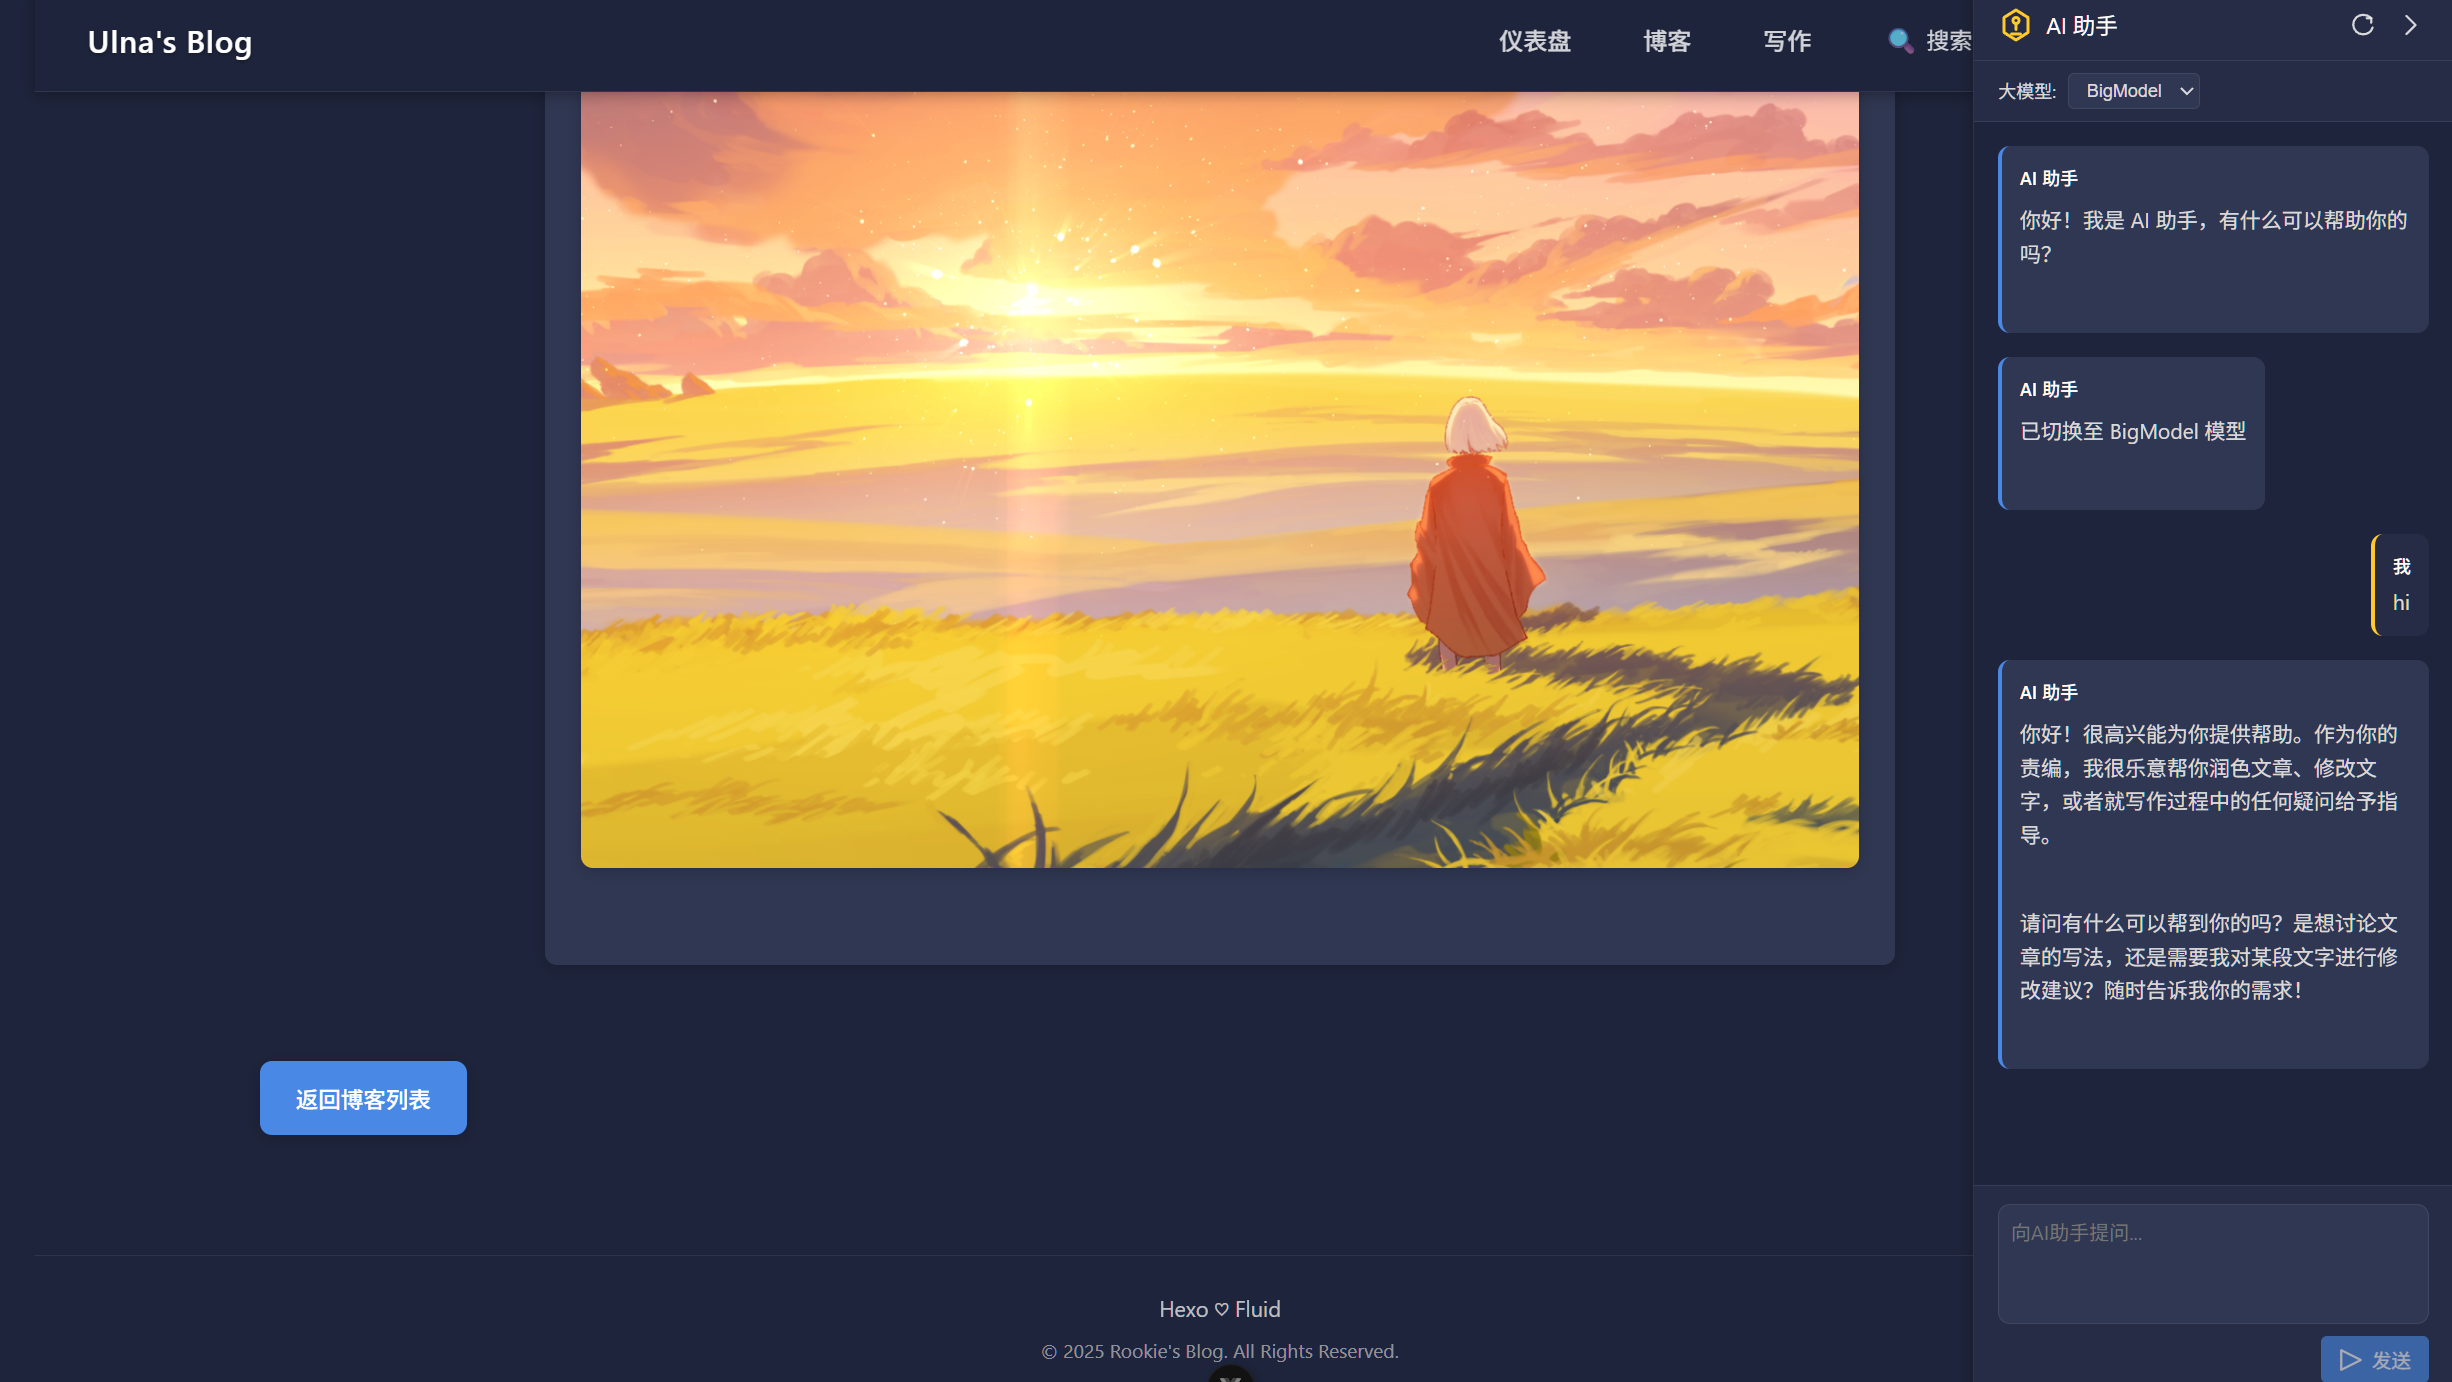 Ulna's Blog
仪表盘
博客
写作
搜索
AI 助手
大模型:
BigModel
AI 助手
你好！我是 AI 助手，有什么可以帮助你的
吗？
AI 助手
已切换至 BigModel 模型
我
hi
AI 助手
你好！很高兴能为你提供帮助。作为你的
责编，我很乐意帮你润色文章、修改文
字，或者就写作过程中的任何疑问给予指
导。
请问有什么可以帮到你的吗？是想讨论文
章的写法，还是需要我对某段文字进行修
改建议？随时告诉我你的需求！
向AI助手提问...
发送
返回博客列表
Hexo ♡ Fluid
© 2025 Rookie's Blog. All Rights Reserved.